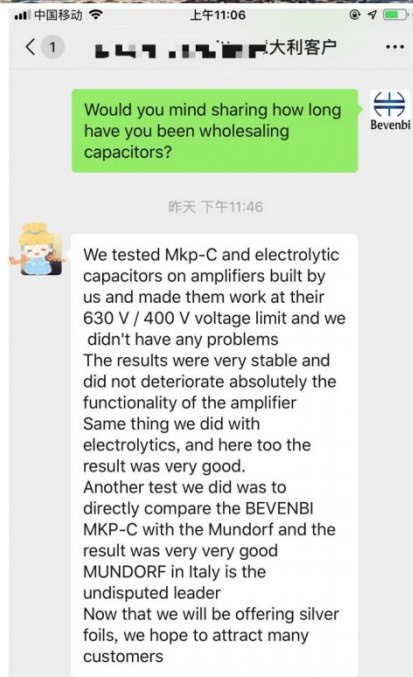 中国移动
上午11:06
1
大利客户
Would you mind sharing how long
have you been wholesaling
capacitors?
Bevenbi
昨天 下午11:46
We tested Mkp-C and electrolytic
capacitors on amplifiers built by
us and made them work at their
630 V / 400 V voltage limit and we
didn't have any problems
The results were very stable and
did not deteriorate absolutely the
functionality of the amplifier
Same thing we did with
electrolytics, and here too the
result was very good.
Another test we did was to
directly compare the BEVENBI
MKP-C with the Mundorf and the
result was very very good
MUNDORF in Italy is the
undisputed leader
Now that we will be offering silver
foils, we hope to attract many
customers